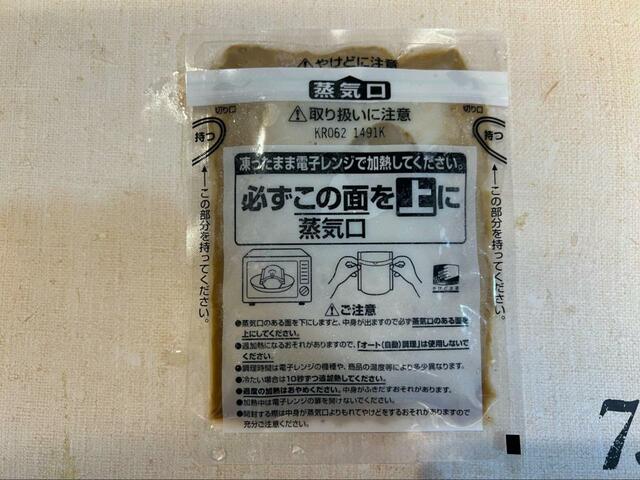 ⚠やけどに注意
蒸気口
切り口
切り口
⚠取り扱いに注意
KR062 1491K
持つ
持つ
←この部分を持ってください。
←この部分を持ってください。
凍ったまま電子レンジで加熱してください。
必ずこの面を上に
蒸気口
やけど注意
⚠ご注意
●蒸気口のある面を下にしますと、中身が出ますので必ず蒸気口のある面を
上にしてください。
●過加熱になるおそれがありますので、「オート(自動)調理」は使用しないで
ください。
●調理時間は電子レンジの機種や、商品の温度等により多少異なります。
●冷たい場合は10秒ずつ追加熱してください。
●過度の加熱はおやめください。中身がふきだすおそれがあります。
●加熱中は電子レンジの扉を開けないでください。
●開封する際は中身が蒸気口よりもれてやけどをするおそれがありますので
充分ご注意ください。